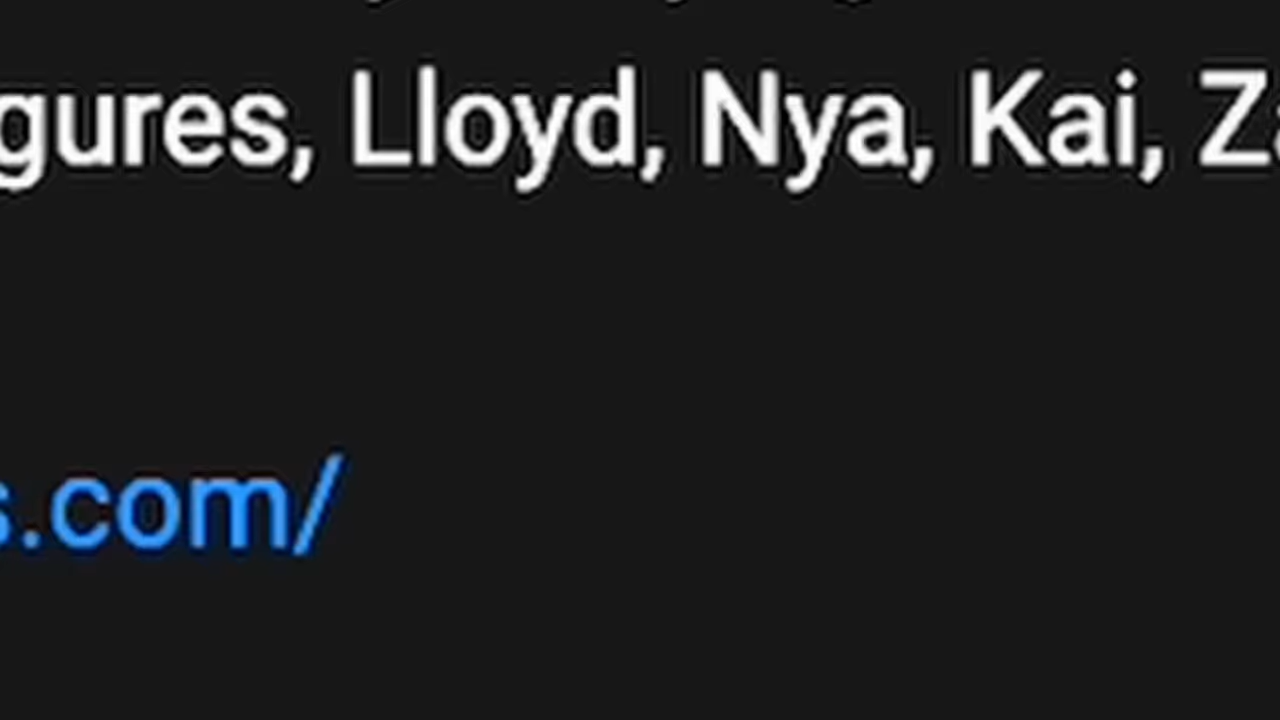 gures, Lloyd, Nya, Kai, Z
s.com/